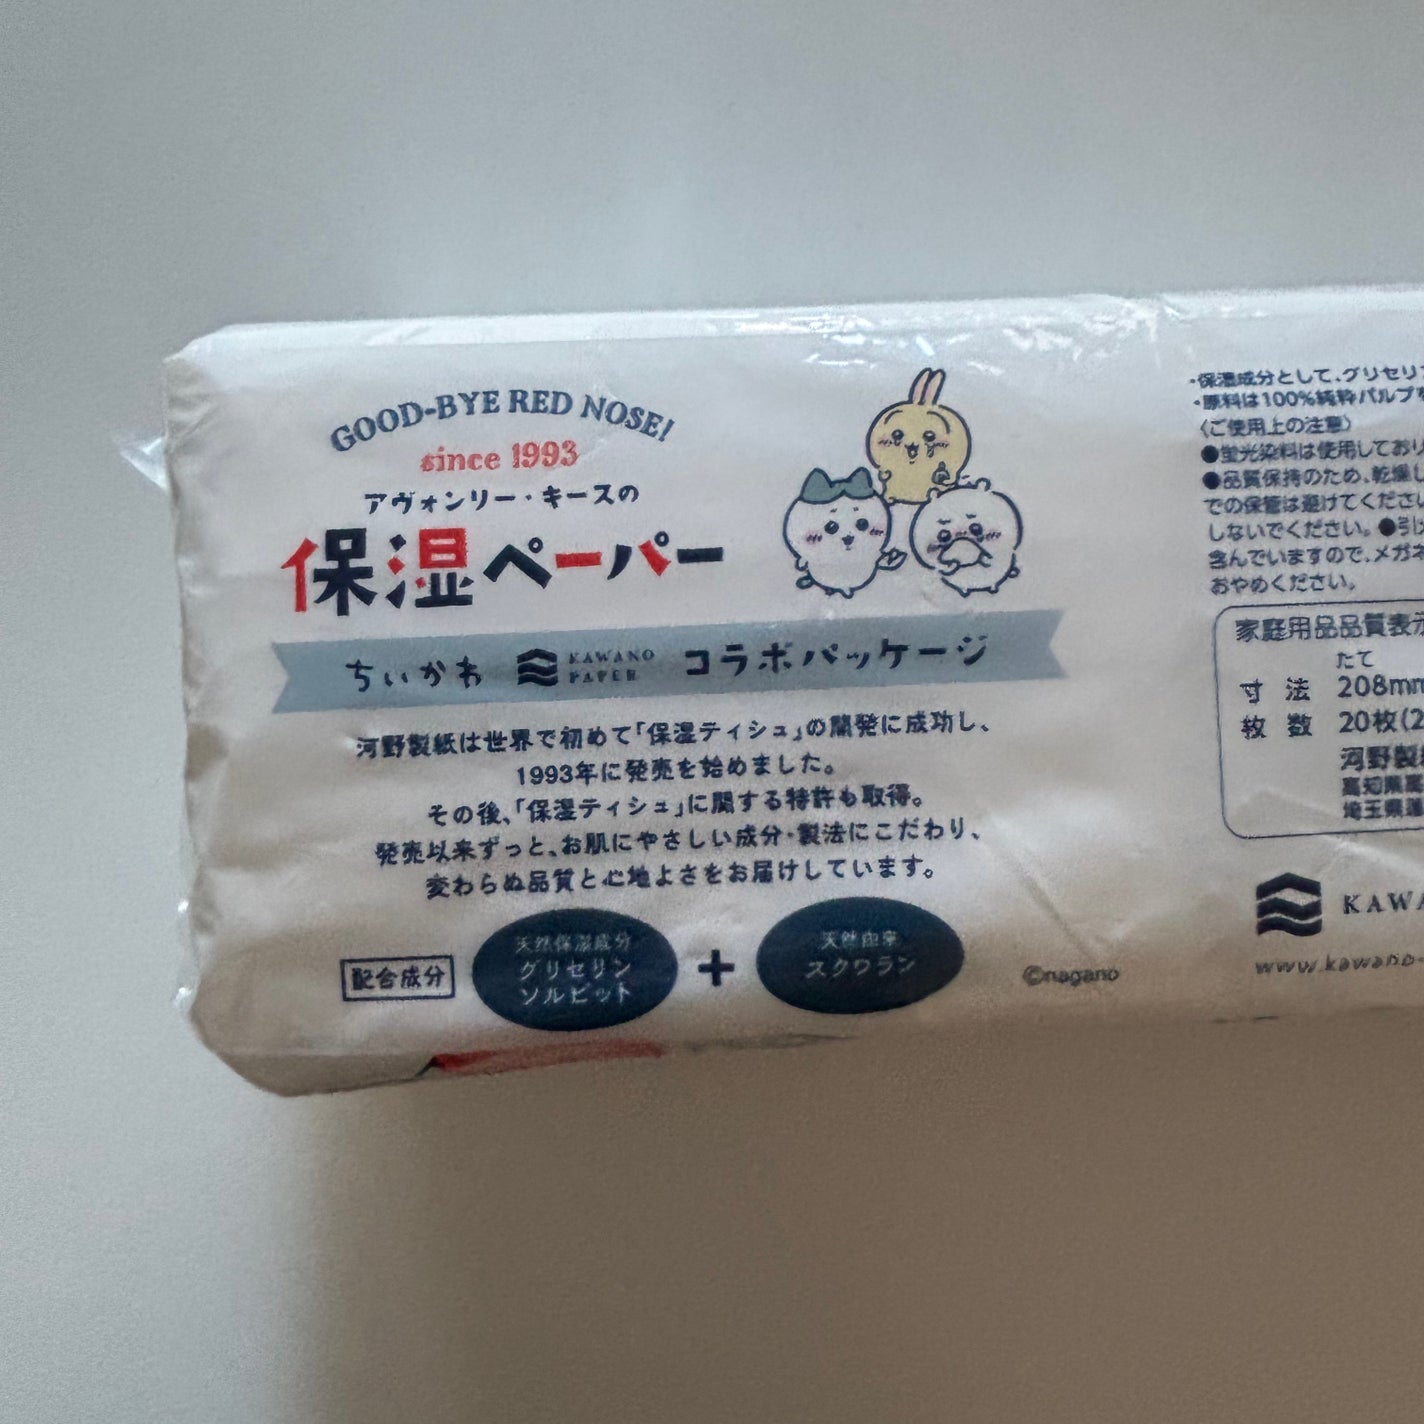 GOOD-BYE RED NOSE!
since 1993
アヴォンリー・キースの
保湿ペーパー
ちいかわ KAWANO PAPER コラボパッケージ
河野製紙は世界で初めて「保湿ティシュ」の開発に成功し、
1993年に発売を始めました。
その後、「保湿ティシュ」に関する特許も取得。
発売以来ずっと、お肌にやさしい成分・製法にこだわり、
変わらぬ品質と心地よさをお届けしています。
配合成分
天然保湿成分
グリセリン
ソルビット
+
天然由来
スクワラン
©nagano
・保湿成分として、グリセリ
・原料は100%純粋パルプ
〈ご使用上の注意〉
●蛍光染料は使用しており
●品質保持のため、乾燥し
での保管は避けてくださ
しないでください。●引
含んでいますので、メガネ
おやめください。
家庭用品品質表
たて
寸法 208mm
枚数 20枚(2
河野製
高知県
埼玉県
KAWA
www.kawano-